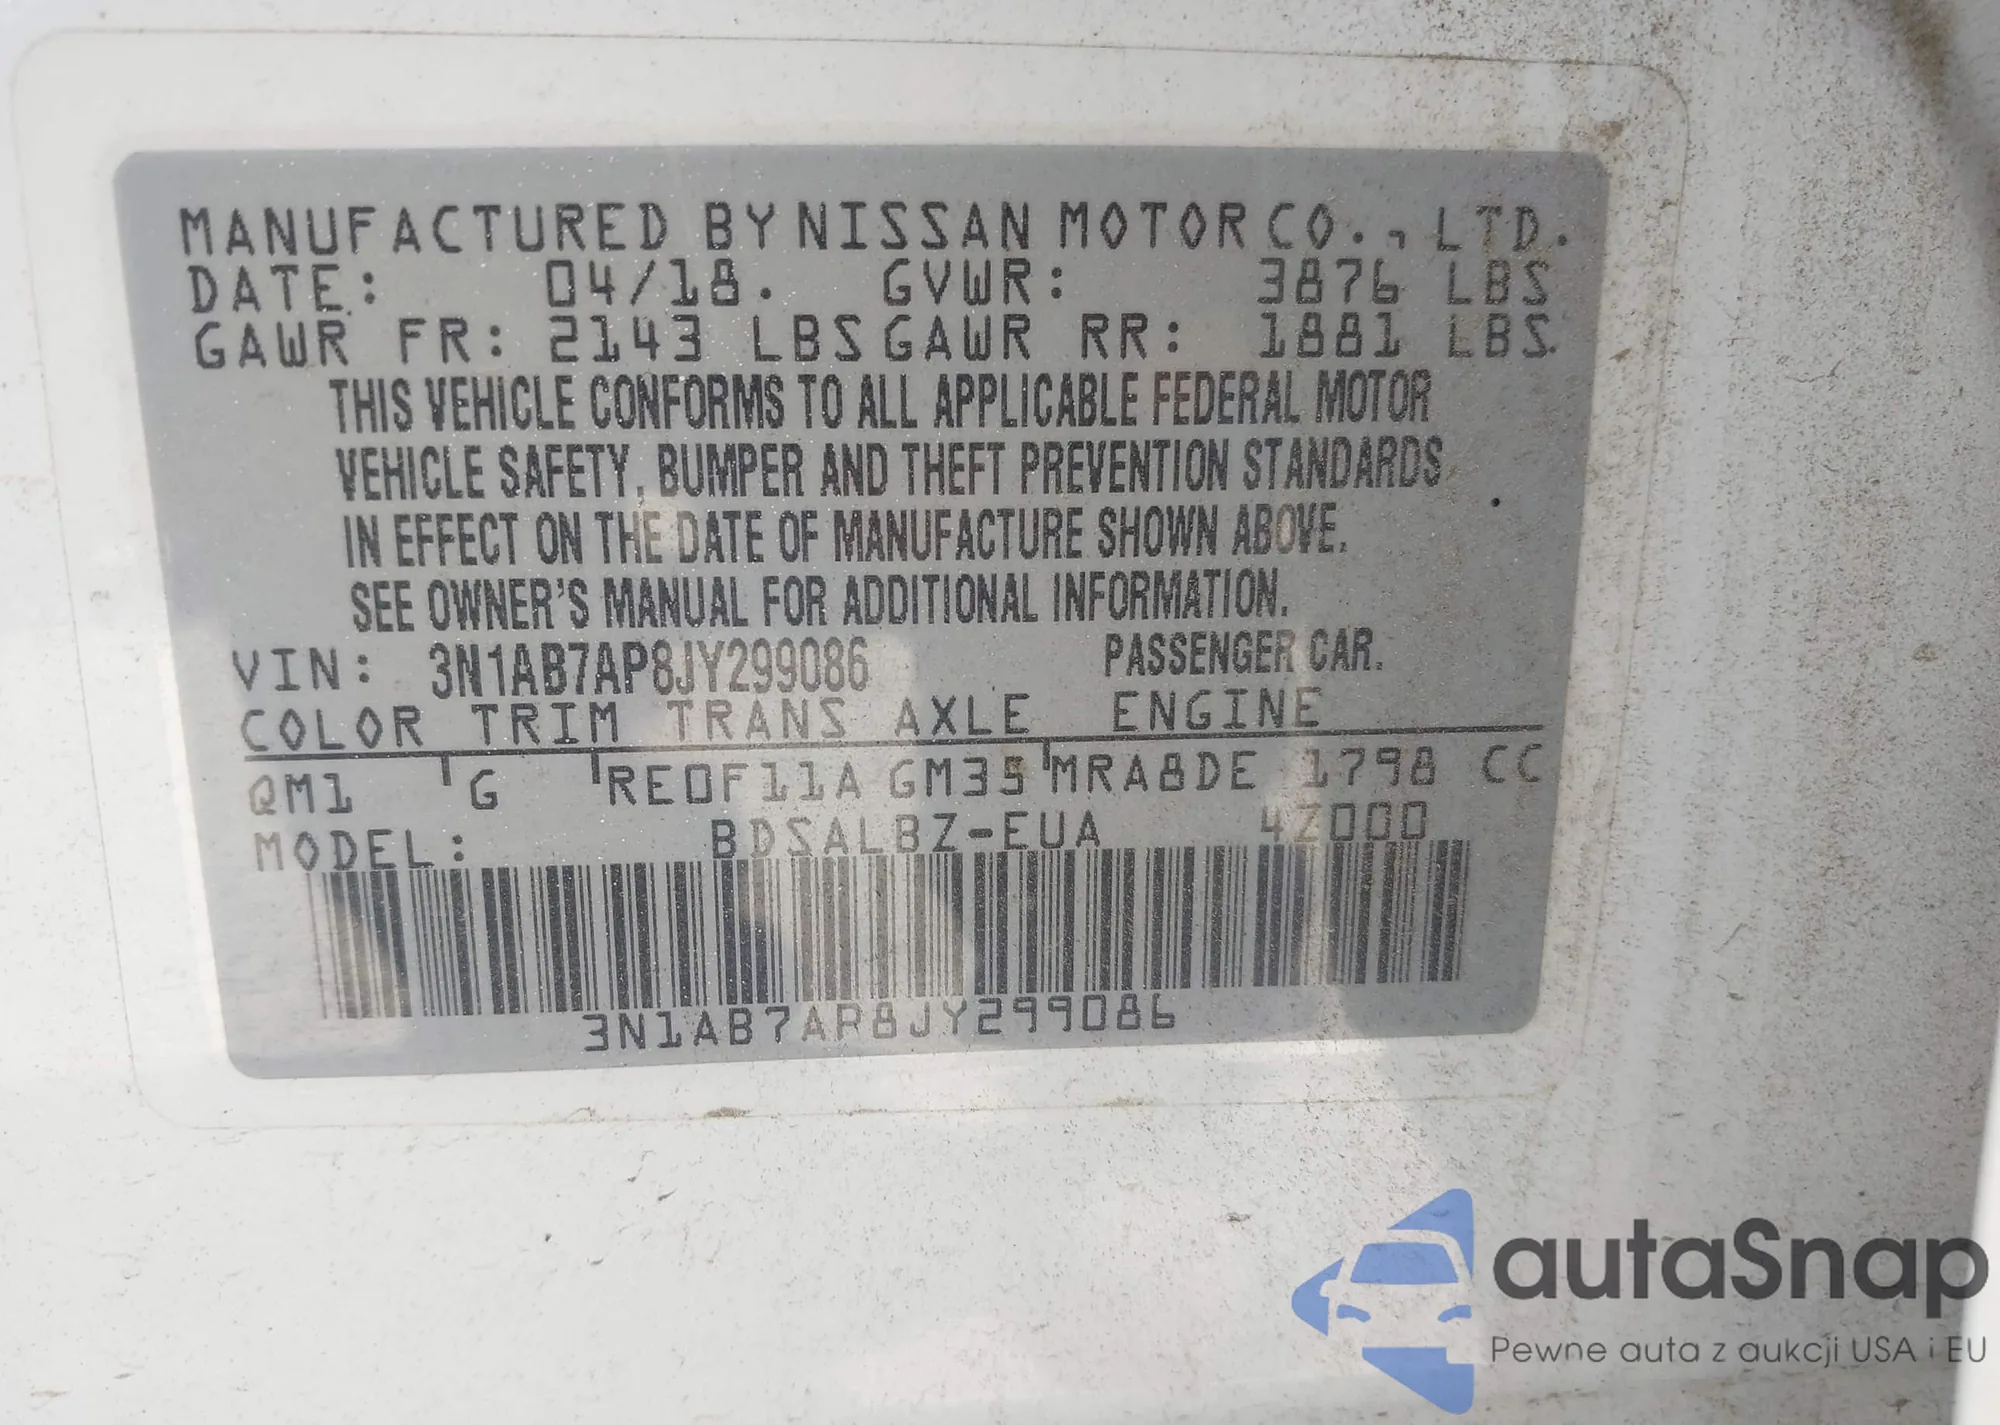 MANUFACTURED BY NISSAN MOTOR CO., LTD.
DATE: 04/18. GVWR: 3876 LBS
GAWR FR: 2143 LBS GAWR RR: 1881 LBS.
THIS VEHICLE CONFORMS TO ALL APPLICABLE FEDERAL MOTOR
VEHICLE SAFETY, BUMPER AND THEFT PREVENTION STANDARDS
IN EFFECT ON THE DATE OF MANUFACTURE SHOWN ABOVE.
SEE OWNER'S MANUAL FOR ADDITIONAL INFORMATION.
VIN: 3N1AB7AP8JY299086 PASSENGER CAR.
COLOR TRIM TRANS AXLE ENGINE
QM1 G RE0F11A GM35 MRA8DE 1798 CC
MODEL: BDSALBZ-EUA 4Z000
3N1AB7AP8JY299086
autaSnap
Pewne auta z aukcji USA i EU